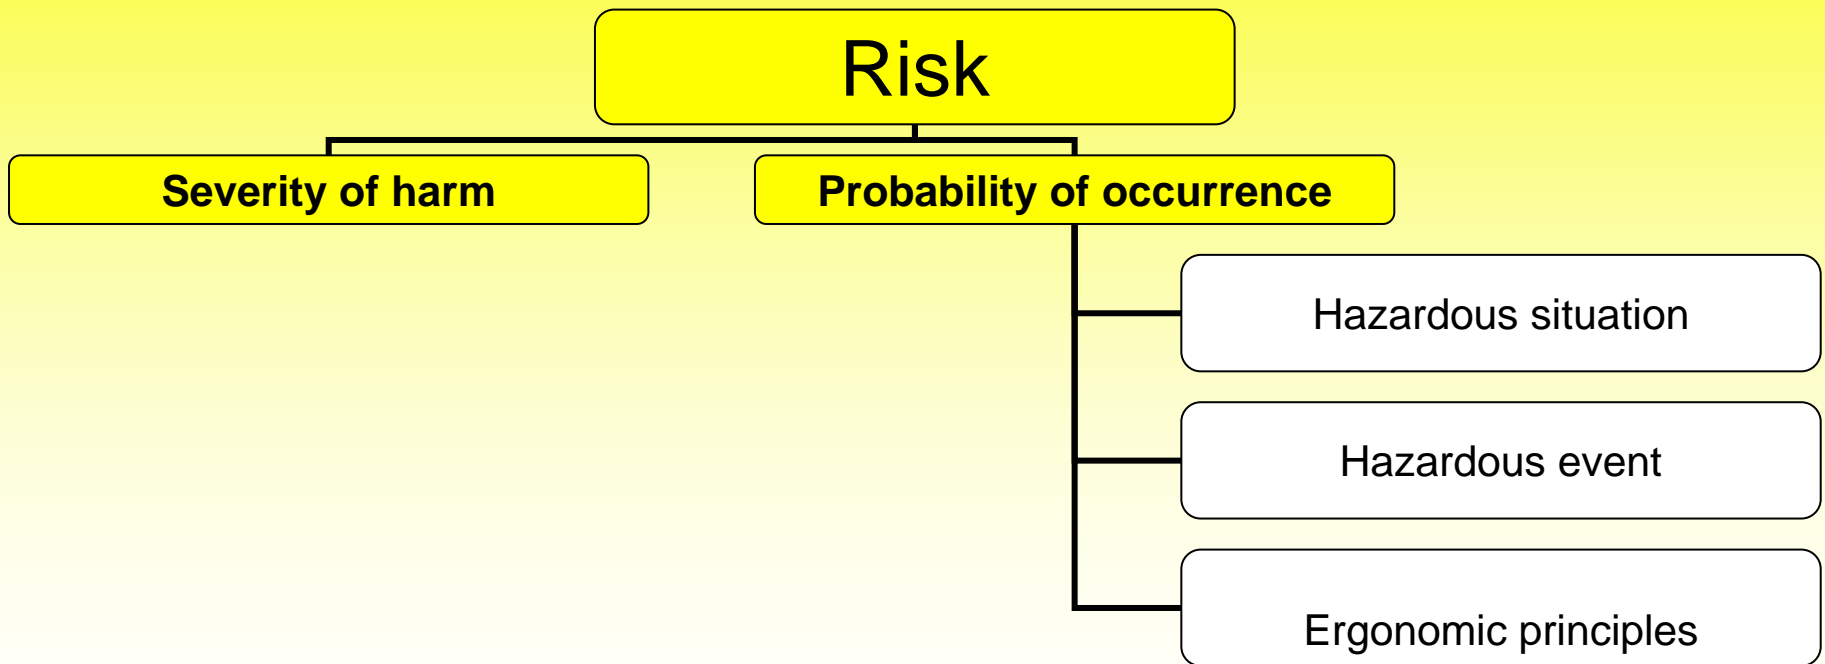 Risk
Severity of harm
Probability of occurrence
Hazardous situation
Hazardous event
Ergonomic principles